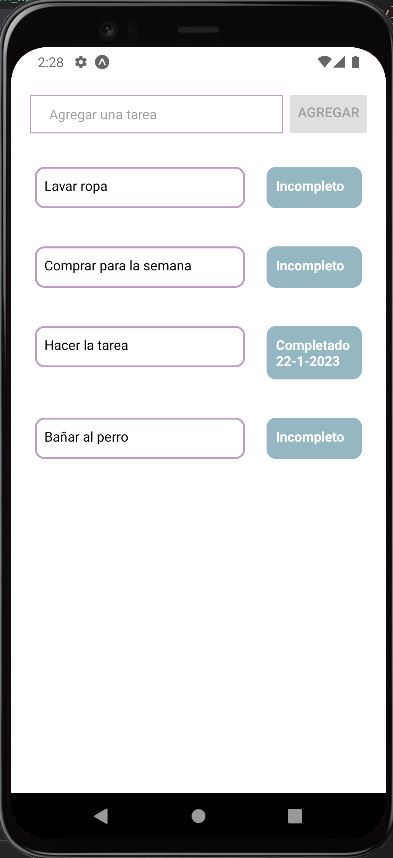 2:28
Agregar una tarea
AGREGAR
Lavar ropa
Incompleto
Comprar para la semana
Incompleto
Hacer la tarea
Completado
22-1-2023
Bañar al perro
Incompleto